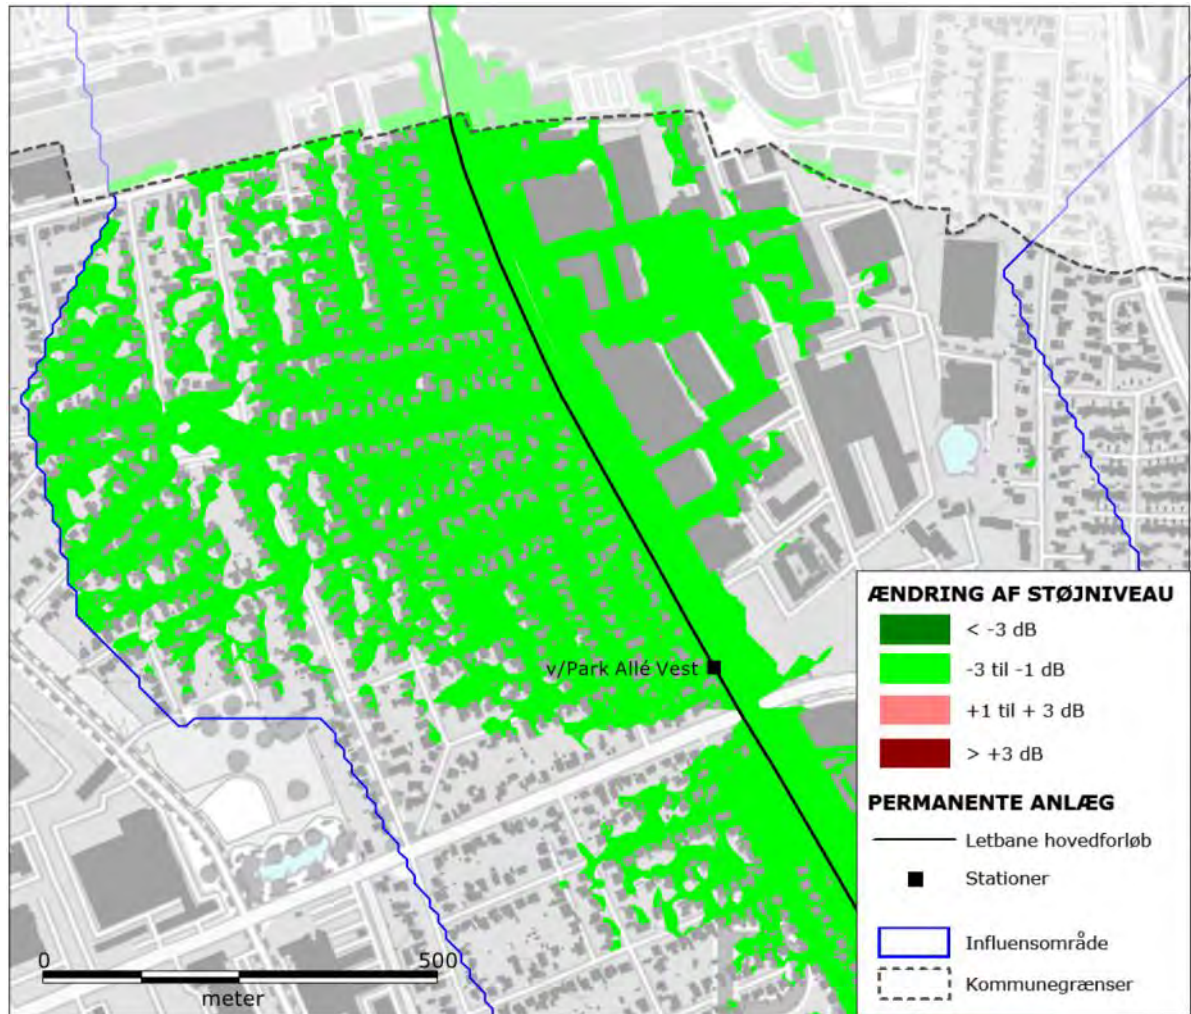 v/Park Allé Vest
0 500
meter
ÆNDRING AF STØJNIVEAU
< -3 dB
-3 til -1 dB
+1 til + 3 dB
> +3 dB
PERMANENTE ANLÆG
Letbane hovedforløb
Stationer
Influensområde
Kommunegrænser